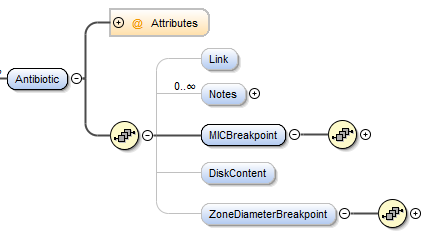 @ Attributes
Antibiotic
Link
0..∞
Notes
MICBreakpoint
DiskContent
ZoneDiameterBreakpoint